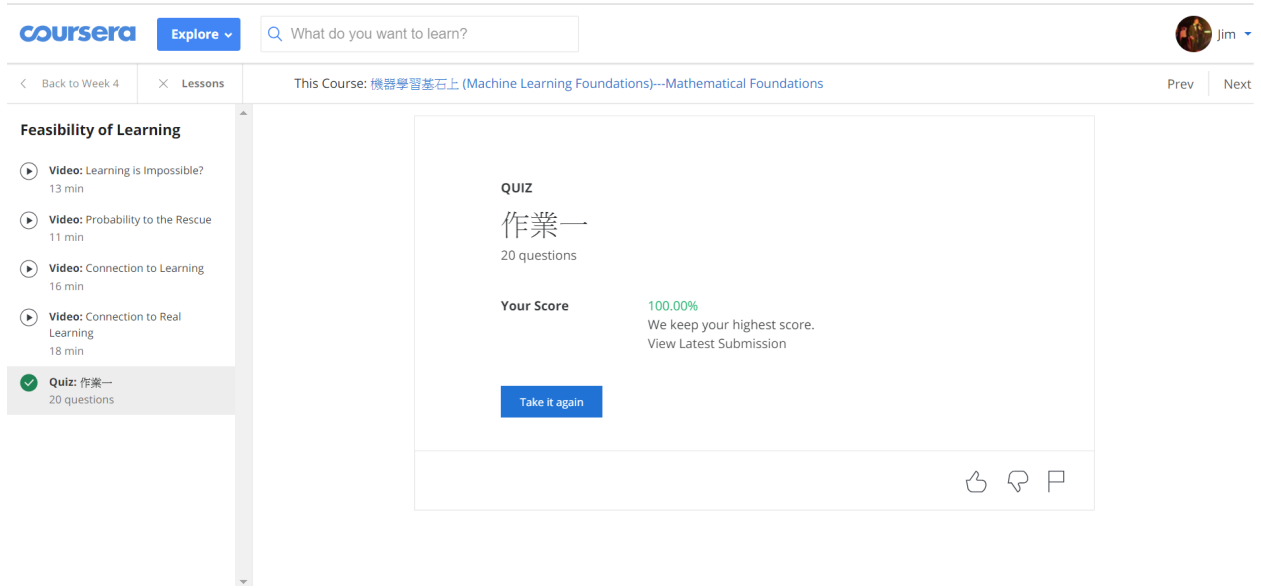 coursera
Explore
What do you want to learn?
Jim
Back to Week 4
Lessons
This Course: 機器學習基石上 (Machine Learning Foundations)---Mathematical Foundations
Prev
Next
Feasibility of Learning
Video: Learning is Impossible?
13 min
Video: Probability to the Rescue
11 min
Video: Connection to Learning
16 min
Video: Connection to Real
Learning
18 min
Quiz: 作業一
20 questions
QUIZ
作業一
20 questions
Your Score
100.00%
We keep your highest score.
View Latest Submission
Take it again